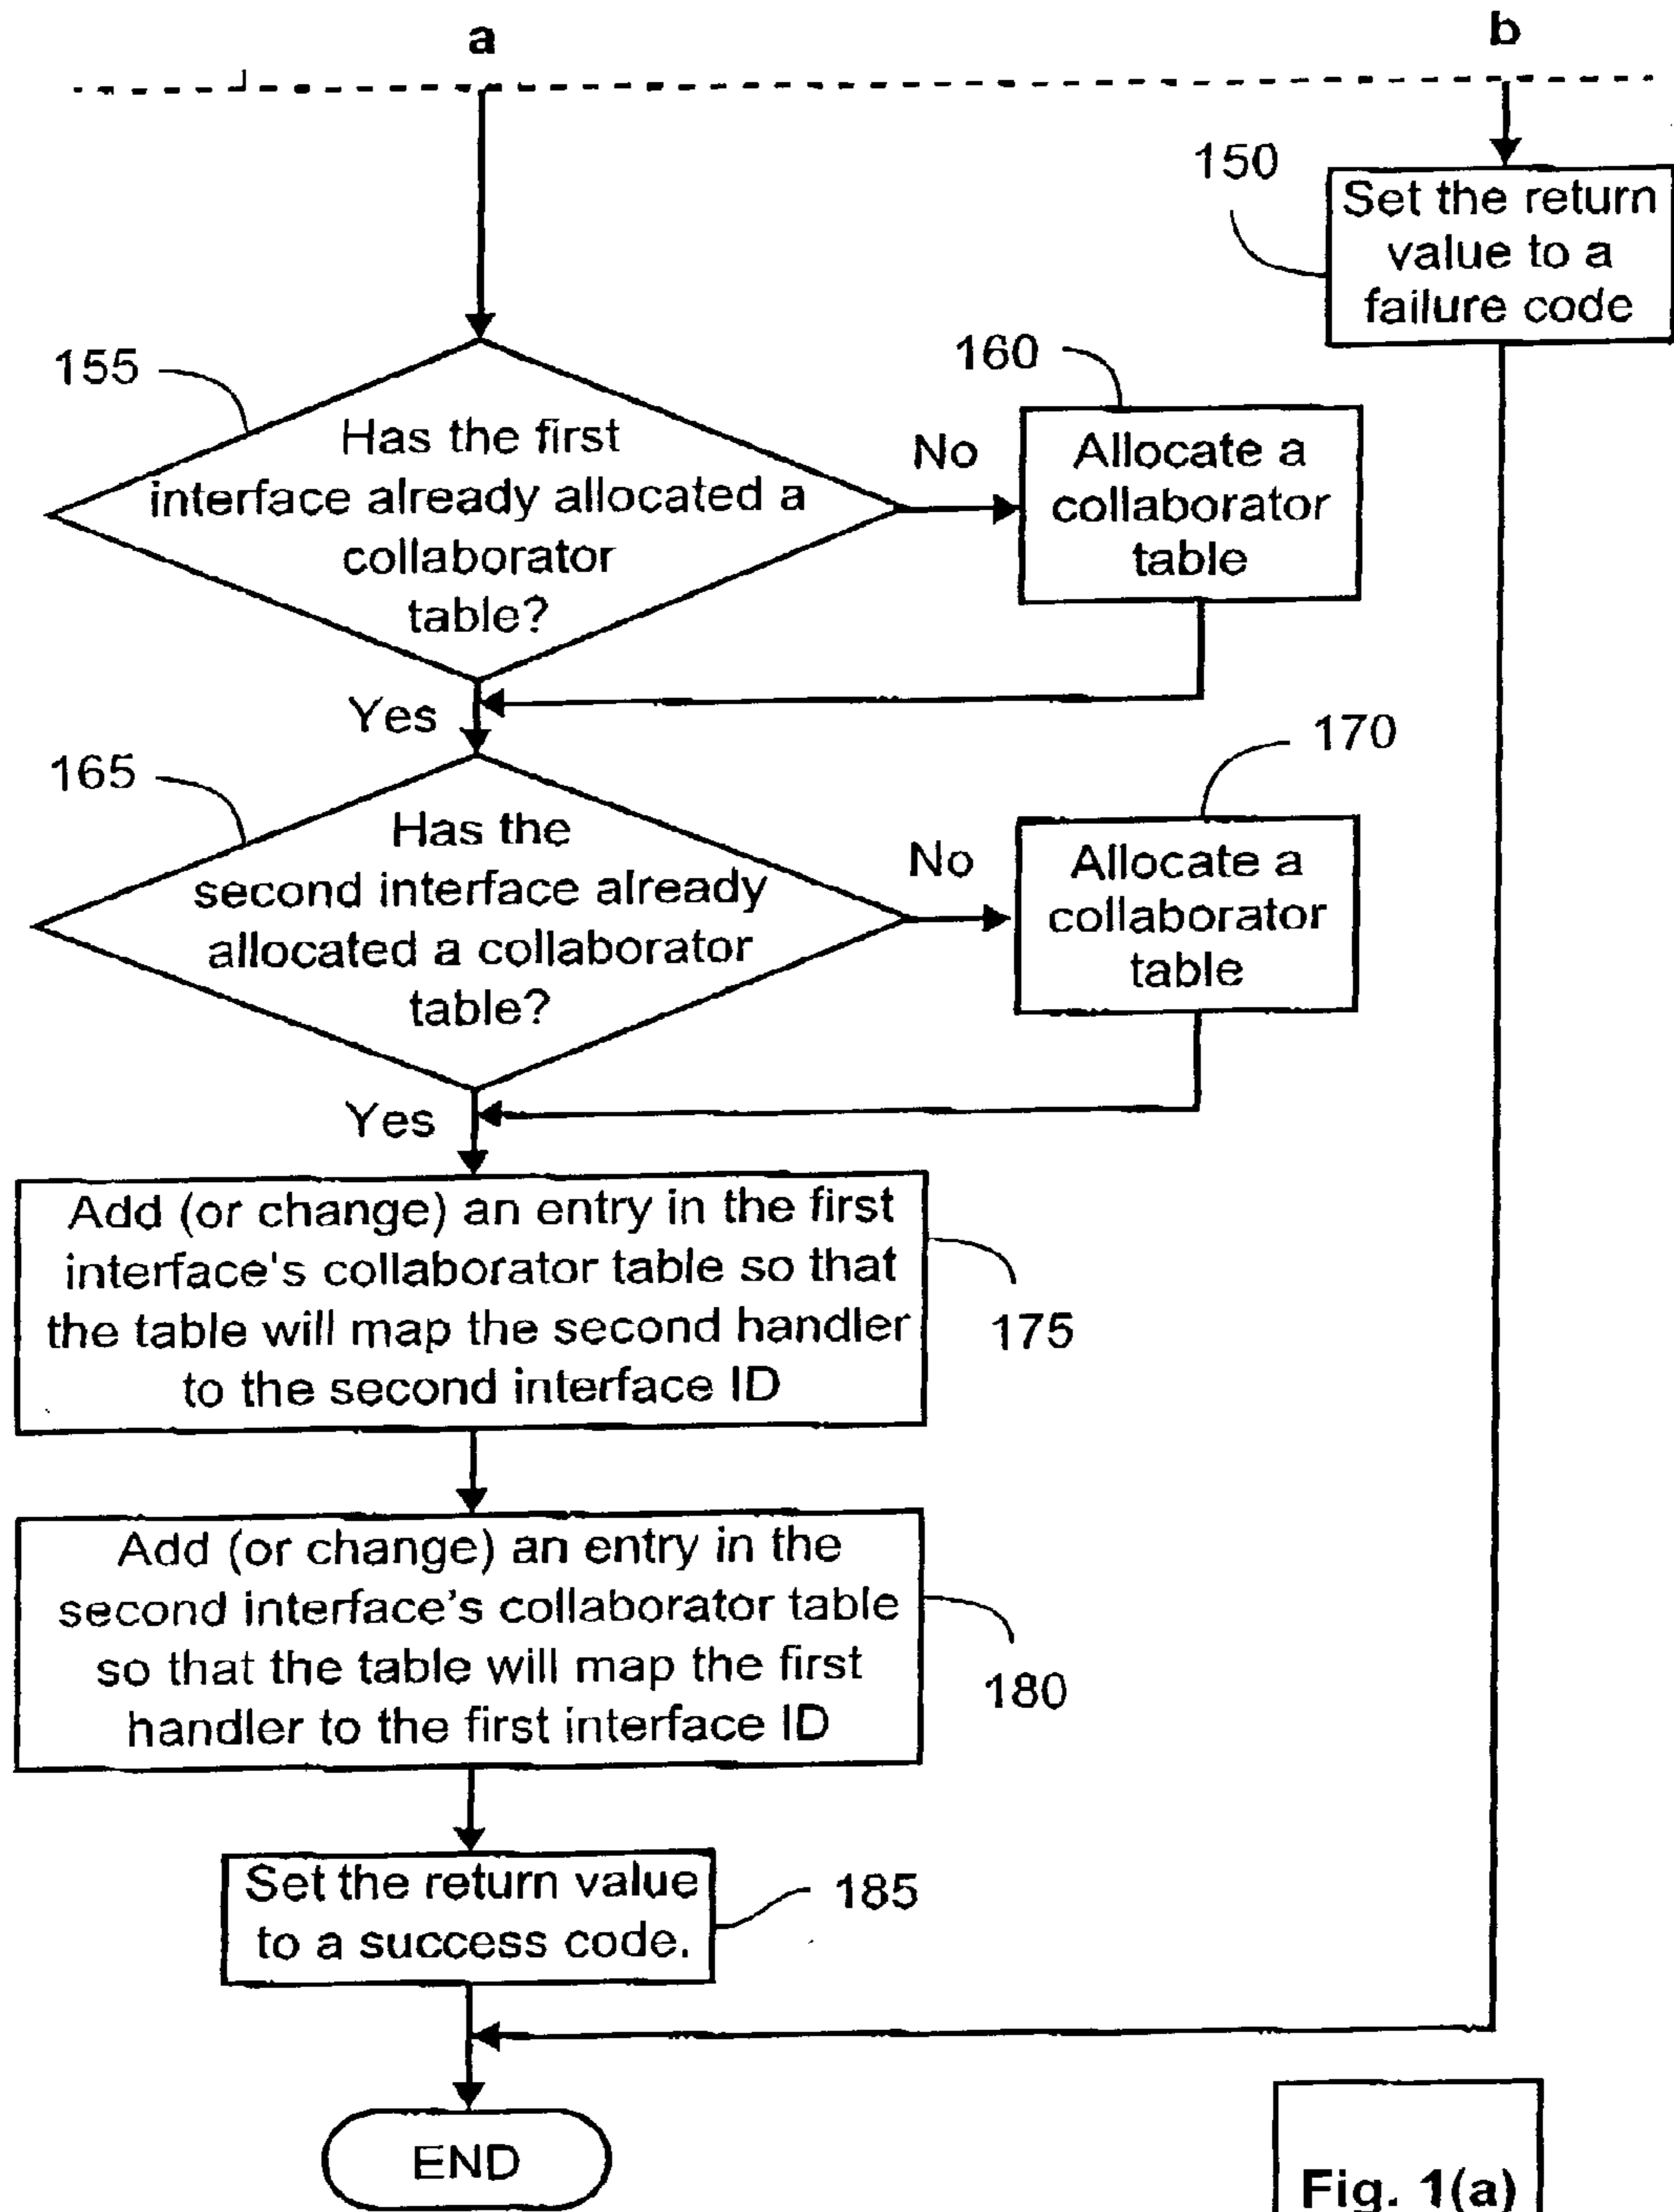 a
b
150
Set the return
value to a
failure code
155
Has the first
interface already allocated a
collaborator
table?
No
160
Allocate a
collaborator
table
Yes
165
Has the
second interface already
allocated a collaborator
table?
No
170
Allocate a
collaborator
table
Yes
Add (or change) an entry in the first
interface's collaborator table so that
the table will map the second handler
to the second interface ID
175
Add (or change) an entry in the
second interface’s collaborator table
so that the table will map the first
handler to the first interface ID
180
Set the return value
to a success code.
185
END
Fig. 1(a)